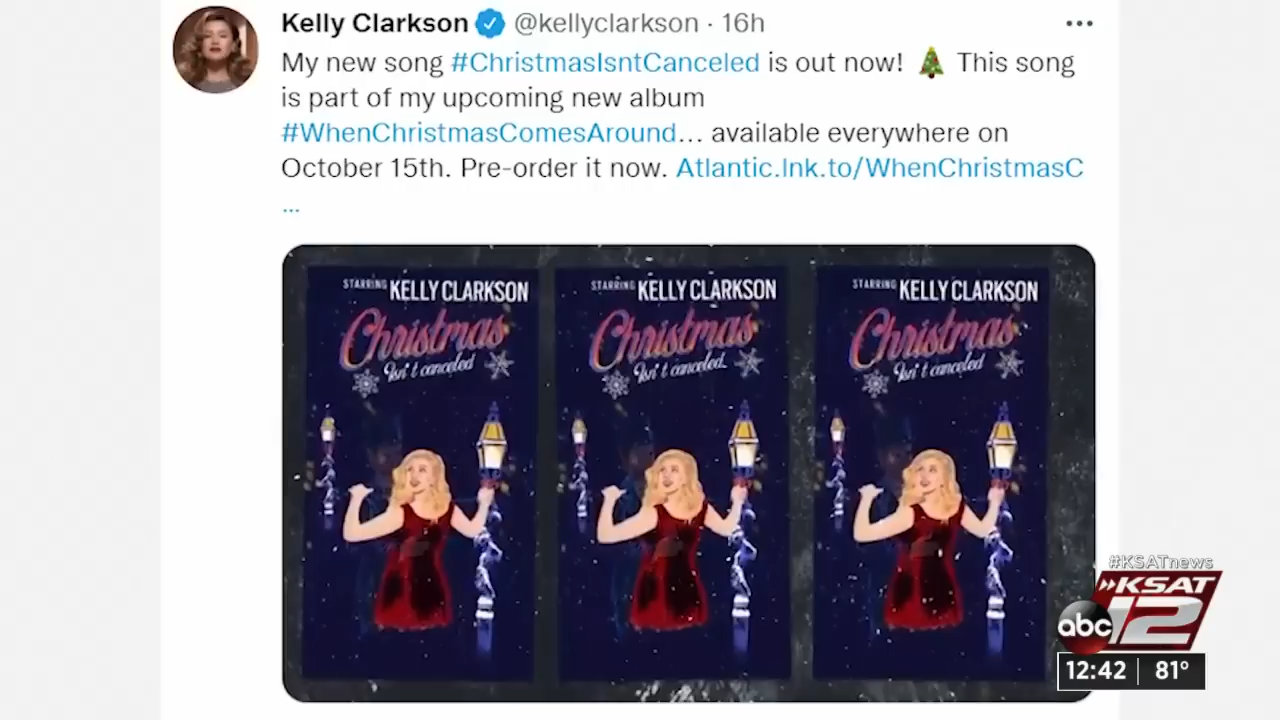 Kelly Clarkson @kellyclarkson · 16h
My new song #ChristmasIsntCanceled is out now! 🎄 This song
is part of my upcoming new album
#WhenChristmasComesAround... available everywhere on
October 15th. Pre-order it now. Atlantic.lnk.to/WhenChristmasC
...
STARRING KELLY CLARKSON
Christmas
Isn't canceled
STARRING KELLY CLARKSON
Christmas
Isn't canceled
STARRING KELLY CLARKSON
Christmas
Isn't canceled
#KSATnews
KSAT
abc 12
12:42 81°